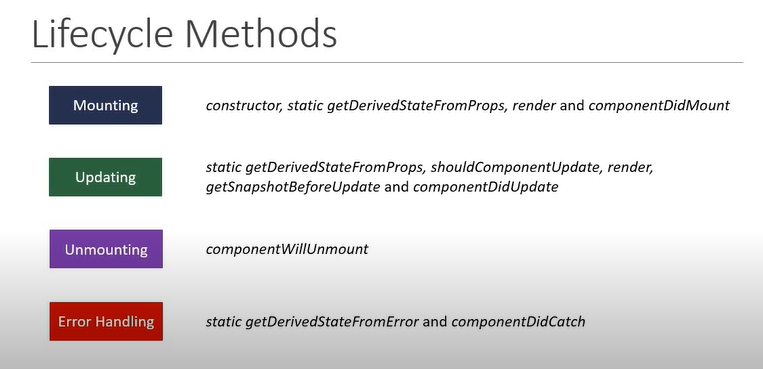 Lifecycle Methods
Mounting
constructor, static getDerivedStateFromProps, render and componentDidMount
Updating
static getDerivedStateFromProps, shouldComponentUpdate, render,
getSnapshotBeforeUpdate and componentDidUpdate
Unmounting
componentWillUnmount
Error Handling
static getDerivedStateFromError and componentDidCatch